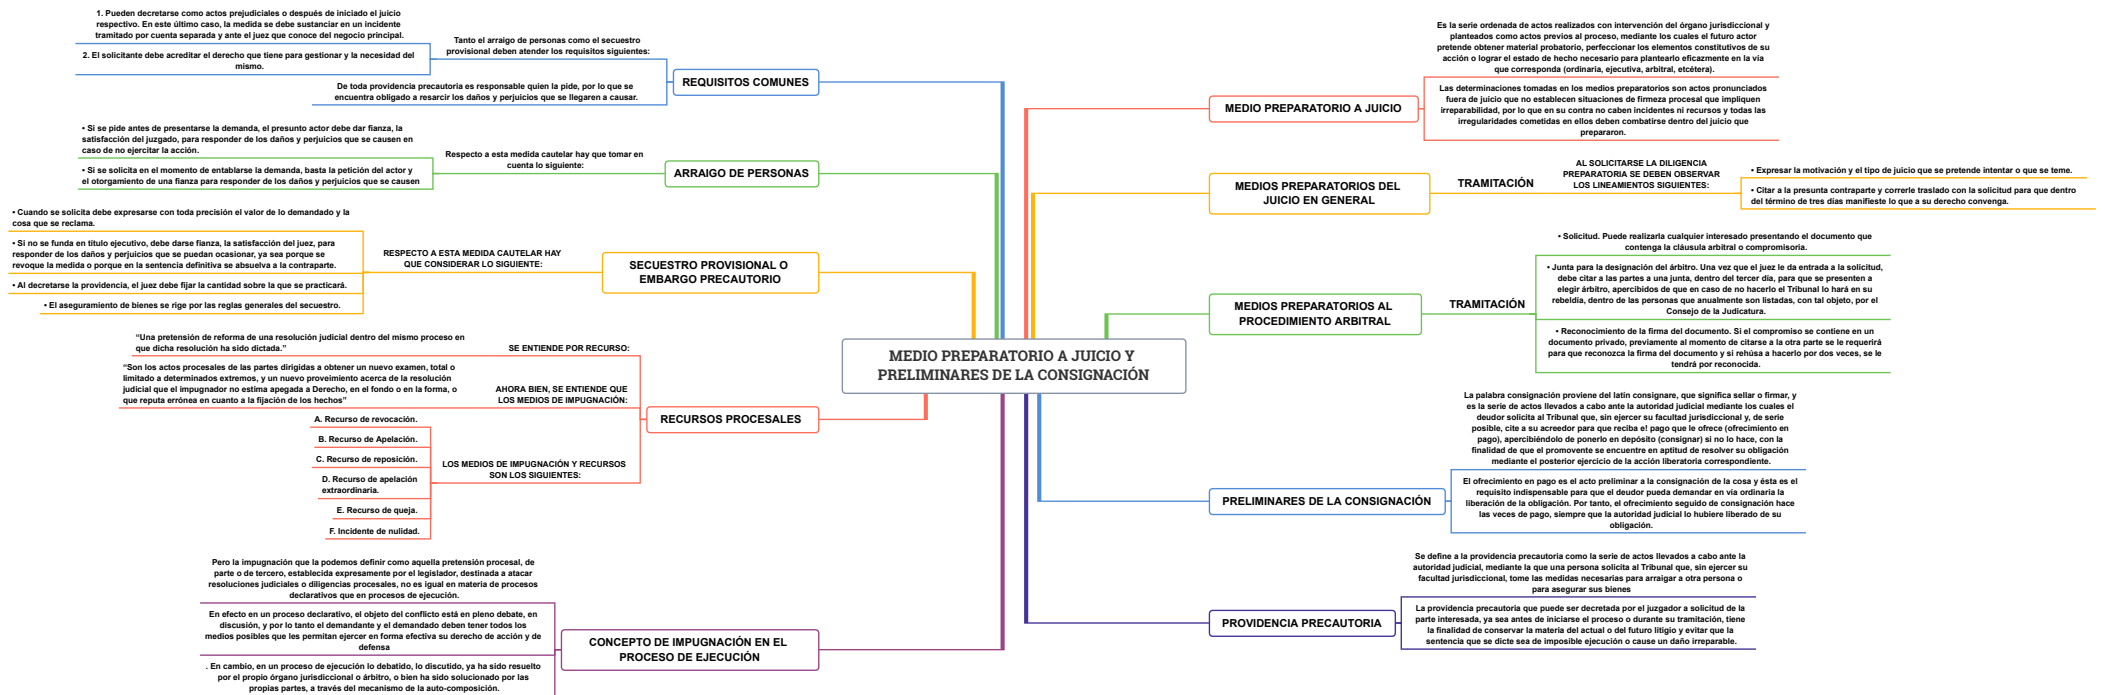 MEDIO PREPARATORIO A JUICIO Y
PRELIMINARES DE LA CONSIGNACIÓN
MEDIO PREPARATORIO A JUICIO
Es la serie ordenada de actos realizados con intervención del órgano jurisdiccional y
planteados como actos previos al proceso, mediante los cuales el futuro actor
pretende obtener material probatorio, perfeccionar los elementos constitutivos de su
acción o lograr el estado de hecho necesario para plantearlo eficazmente en la vía
que corresponda (ordinaria, ejecutiva, arbitral, etcétera).
Las determinaciones tomadas en los medios preparatorios son actos pronunciados
fuera de juicio que no establecen situaciones de firmeza procesal que impliquen
irreparabilidad, por lo que en su contra no caben incidentes ni recursos y todas las
irregularidades cometidas en ellos deben combatirse dentro del juicio que
prepararon.
MEDIOS PREPARATORIOS DEL
JUICIO EN GENERAL
TRAMITACIÓN
AL SOLICITARSE LA DILIGENCIA
PREPARATORIA SE DEBEN OBSERVAR
LOS LINEAMIENTOS SIGUIENTES:
• Expresar la motivación y el tipo de juicio que se pretende intentar o que se teme.
• Citar a la presunta contraparte y correrle traslado con la solicitud para que dentro
del término de tres días manifieste lo que a su derecho convenga.
MEDIOS PREPARATORIOS AL
PROCEDIMIENTO ARBITRAL
TRAMITACIÓN
• Solicitud. Puede realizarla cualquier interesado presentando el documento que
contenga la cláusula arbitral o compromisoria.
• Junta para la designación del árbitro. Una vez que el juez le da entrada a la solicitud,
debe citar a las partes a una junta, dentro del tercer día, para que se presenten a
elegir árbitro, apercibidos de que en caso de no hacerlo el Tribunal lo hará en su
rebeldía, dentro de las personas que anualmente son listadas, con tal objeto, por el
Consejo de la Judicatura.
• Reconocimiento de la firma del documento. Si el compromiso se contiene en un
documento privado, previamente al momento de citarse a la otra parte se le requerirá
para que reconozca la firma del documento y si rehúsa a hacerlo por dos veces, se le
tendrá por reconocida.
PRELIMINARES DE LA CONSIGNACIÓN
La palabra consignación proviene del latín consignare, que significa sellar o firmar, y
es la serie de actos llevados a cabo ante la autoridad judicial mediante los cuales el
deudor solicita al Tribunal que, sin ejercer su facultad jurisdiccional y, de serie
posible, cite a su acreedor para que reciba e! pago que le ofrece (ofrecimiento en
pago), apercibiéndolo de ponerlo en depósito (consignar) si no lo hace, con la
finalidad de que el promovente se encuentre en aptitud de resolver su obligación
mediante el posterior ejercicio de la acción liberatoria correspondiente.
El ofrecimiento en pago es el acto preliminar a la consignación de la cosa y ésta es el
requisito indispensable para que el deudor pueda demandar en vía ordinaria la
liberación de la obligación. Por tanto, el ofrecimiento seguido de consignación hace
las veces de pago, siempre que la autoridad judicial lo hubiere liberado de su
obligación.
PROVIDENCIA PRECAUTORIA
Se define a la providencia precautoria como la serie de actos llevados a cabo ante la
autoridad judicial, mediante la que una persona solicita al Tribunal que, sin ejercer su
facultad jurisdiccional, tome las medidas necesarias para arraigar a otra persona o
para asegurar sus bienes
La providencia precautoria que puede ser decretada por el juzgador a solicitud de la
parte interesada, ya sea antes de iniciarse el proceso o durante su tramitación, tiene
la finalidad de conservar la materia del actual o del futuro litigio y evitar que la
sentencia que se dicte sea de imposible ejecución o cause un daño irreparable.
REQUISITOS COMUNES
Tanto el arraigo de personas como el secuestro
provisional deben atender los requisitos siguientes:
1. Pueden decretarse como actos prejudiciales o después de iniciado el juicio
respectivo. En este último caso, la medida se debe sustanciar en un incidente
tramitado por cuenta separada y ante el juez que conoce del negocio principal.
2. El solicitante debe acreditar el derecho que tiene para gestionar y la necesidad del
mismo.
De toda providencia precautoria es responsable quien la pide, por lo que se
encuentra obligado a resarcir los daños y perjuicios que se llegaren a causar.
ARRAIGO DE PERSONAS
Respecto a esta medida cautelar hay que tomar en
cuenta lo siguiente:
• Si se pide antes de presentarse la demanda, el presunto actor debe dar fianza, la
satisfacción del juzgado, para responder de los daños y perjuicios que se causen en
caso de no ejercitar la acción.
• Si se solicita en el momento de entablarse la demanda, basta la petición del actor y
el otorgamiento de una fianza para responder de los daños y perjuicios que se causen
SECUESTRO PROVISIONAL O
EMBARGO PRECAUTORIO
RESPECTO A ESTA MEDIDA CAUTELAR HAY
QUE CONSIDERAR LO SIGUIENTE:
• Cuando se solicita debe expresarse con toda precisión el valor de lo demandado y la
cosa que se reclama.
• Si no se funda en título ejecutivo, debe darse fianza, la satisfacción del juez, para
responder de los daños y perjuicios que se puedan ocasionar, ya sea porque se
revoque la medida o porque en la sentencia definitiva se absuelva a la contraparte.
• Al decretarse la providencia, el juez debe fijar la cantidad sobre la que se practicará.
• El aseguramiento de bienes se rige por las reglas generales del secuestro.
RECURSOS PROCESALES
SE ENTIENDE POR RECURSO:
“Una pretensión de reforma de una resolución judicial dentro del mismo proceso en
que dicha resolución ha sido dictada.”
AHORA BIEN, SE ENTIENDE QUE
LOS MEDIOS DE IMPUGNACIÓN:
“Son los actos procesales de las partes dirigidas a obtener un nuevo examen, total o
limitado a determinados extremos, y un nuevo proveimiento acerca de la resolución
judicial que el impugnador no estima apegada a Derecho, en el fondo o en la forma, o
que reputa errónea en cuanto a la fijación de los hechos”
LOS MEDIOS DE IMPUGNACIÓN Y RECURSOS
SON LOS SIGUIENTES:
A. Recurso de revocación.
B. Recurso de Apelación.
C. Recurso de reposición.
D. Recurso de apelación
extraordinaria.
E. Recurso de queja.
F. Incidente de nulidad.
CONCEPTO DE IMPUGNACIÓN EN EL
PROCESO DE EJECUCIÓN
Pero la impugnación que la podemos definir como aquella pretensión procesal, de
parte o de tercero, establecida expresamente por el legislador, destinada a atacar
resoluciones judiciales o diligencias procesales, no es igual en materia de procesos
declarativos que en procesos de ejecución.
En efecto en un proceso declarativo, el objeto del conflicto está en pleno debate, en
discusión, y por lo tanto el demandante y el demandado deben tener todos los
medios posibles que les permitan ejercer en forma efectiva su derecho de acción y de
defensa
. En cambio, en un proceso de ejecución lo debatido, lo discutido, ya ha sido resuelto
por el propio órgano jurisdiccional o árbitro, o bien ha sido solucionado por las
propias partes, a través del mecanismo de la auto-composición.